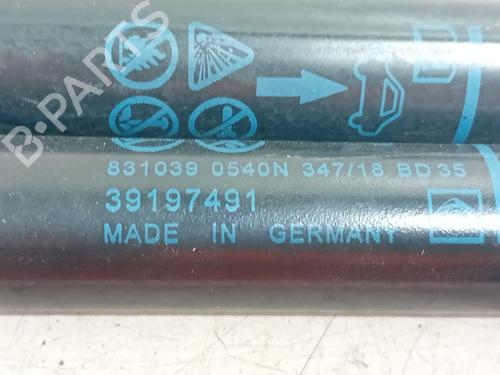 B-PARTS
831039 0540N 347/18 BD35
39197491
MADE IN GERMANY